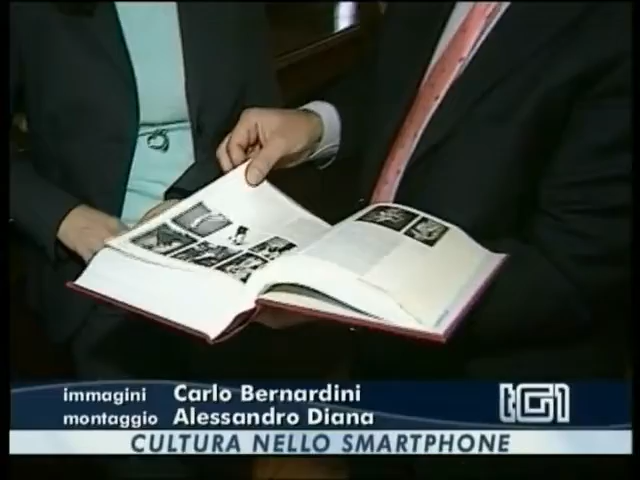 immagini Carlo Bernardini
montaggio Alessandro Diana
tG1
CULTURA NELLO SMARTPHONE